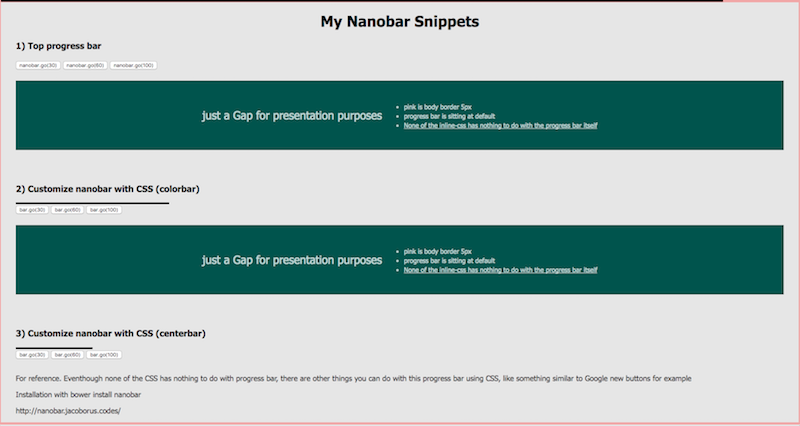 My Nanobar Snippets
1) Top progress bar
nanobar.go(30) nanobar.go(60) nanobar.go(100)
just a Gap for presentation purposes
pink is body border 5px
progress bar is sitting at default
None of the inline-css has nothing to do with the progress bar itself
2) Customize nanobar with CSS (colorbar)
bar.go(30) bar.go(60) bar.go(100)
just a Gap for presentation purposes
pink is body border 5px
progress bar is sitting at default
None of the inline-css has nothing to do with the progress bar itself
3) Customize nanobar with CSS (centerbar)
bar.go(30) bar.go(60) bar.go(100)
For reference. Eventhough none of the CSS has nothing to do with progress bar, there are other things you can do with this progress bar using CSS, like something similar to Google new buttons for example
Installation with bower install nanobar
http://nanobar.jacoborus.codes/